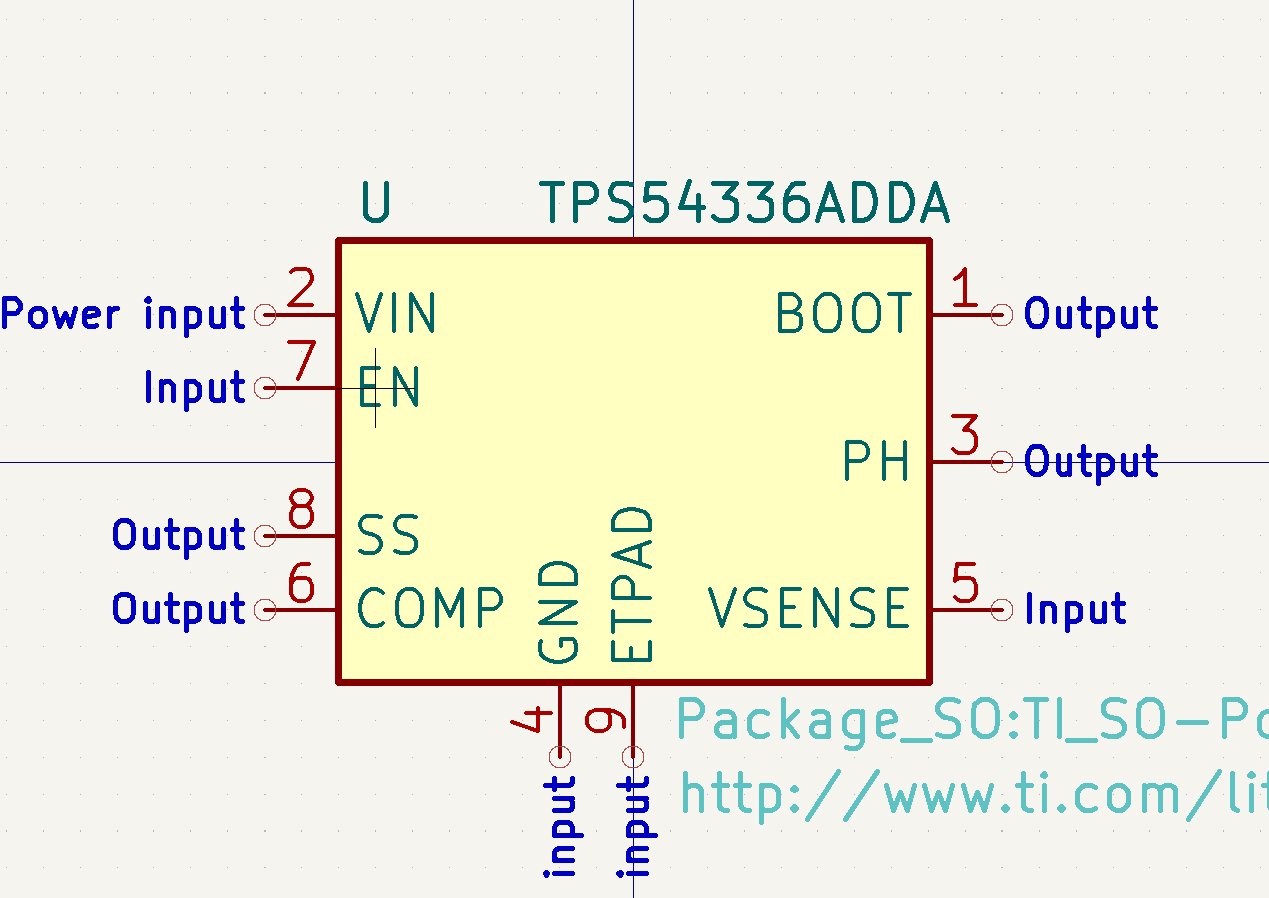 U TPS54336ADDA
Power input 2 VIN BOOT 1 Output
Input 7 EN
PH 3 Output
Output 8 SS
Output 6 COMP GND ETPAD VSENSE 5 Input
4 9
input input
Package_SO:TI_SO-Po
http://www.ti.com/lit